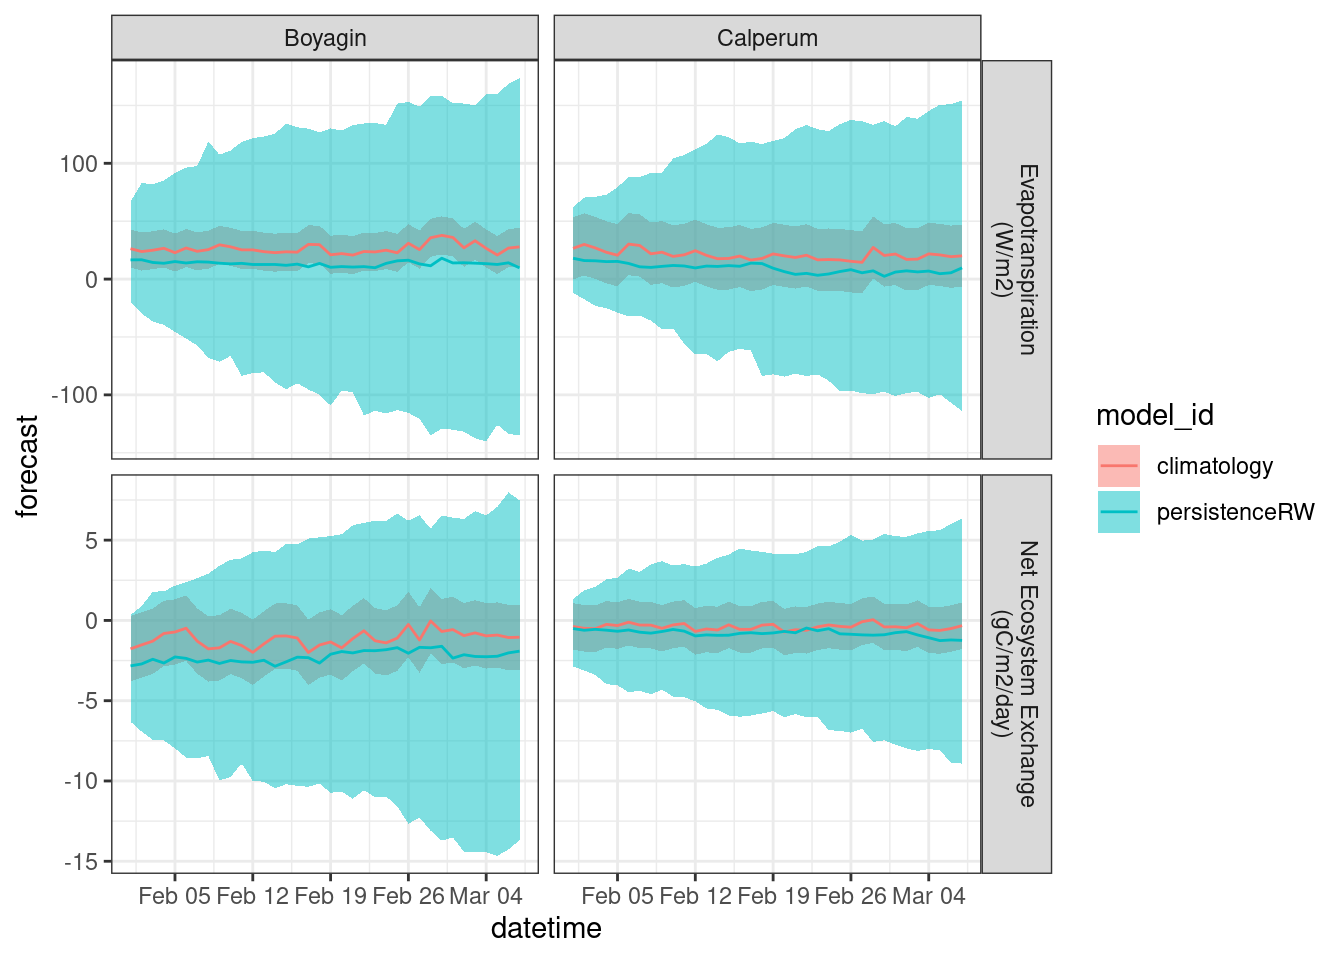 Boyagin
Calperum
100
0
-100
Evapotranspiration
(W/m2)
5
0
-5
-10
-15
Net Ecosystem Exchange
(gC/m2/day)
forecast
Feb 05 Feb 12 Feb 19 Feb 26 Mar 04
Feb 05 Feb 12 Feb 19 Feb 26 Mar 04
datetime
model_id
climatology
persistenceRW